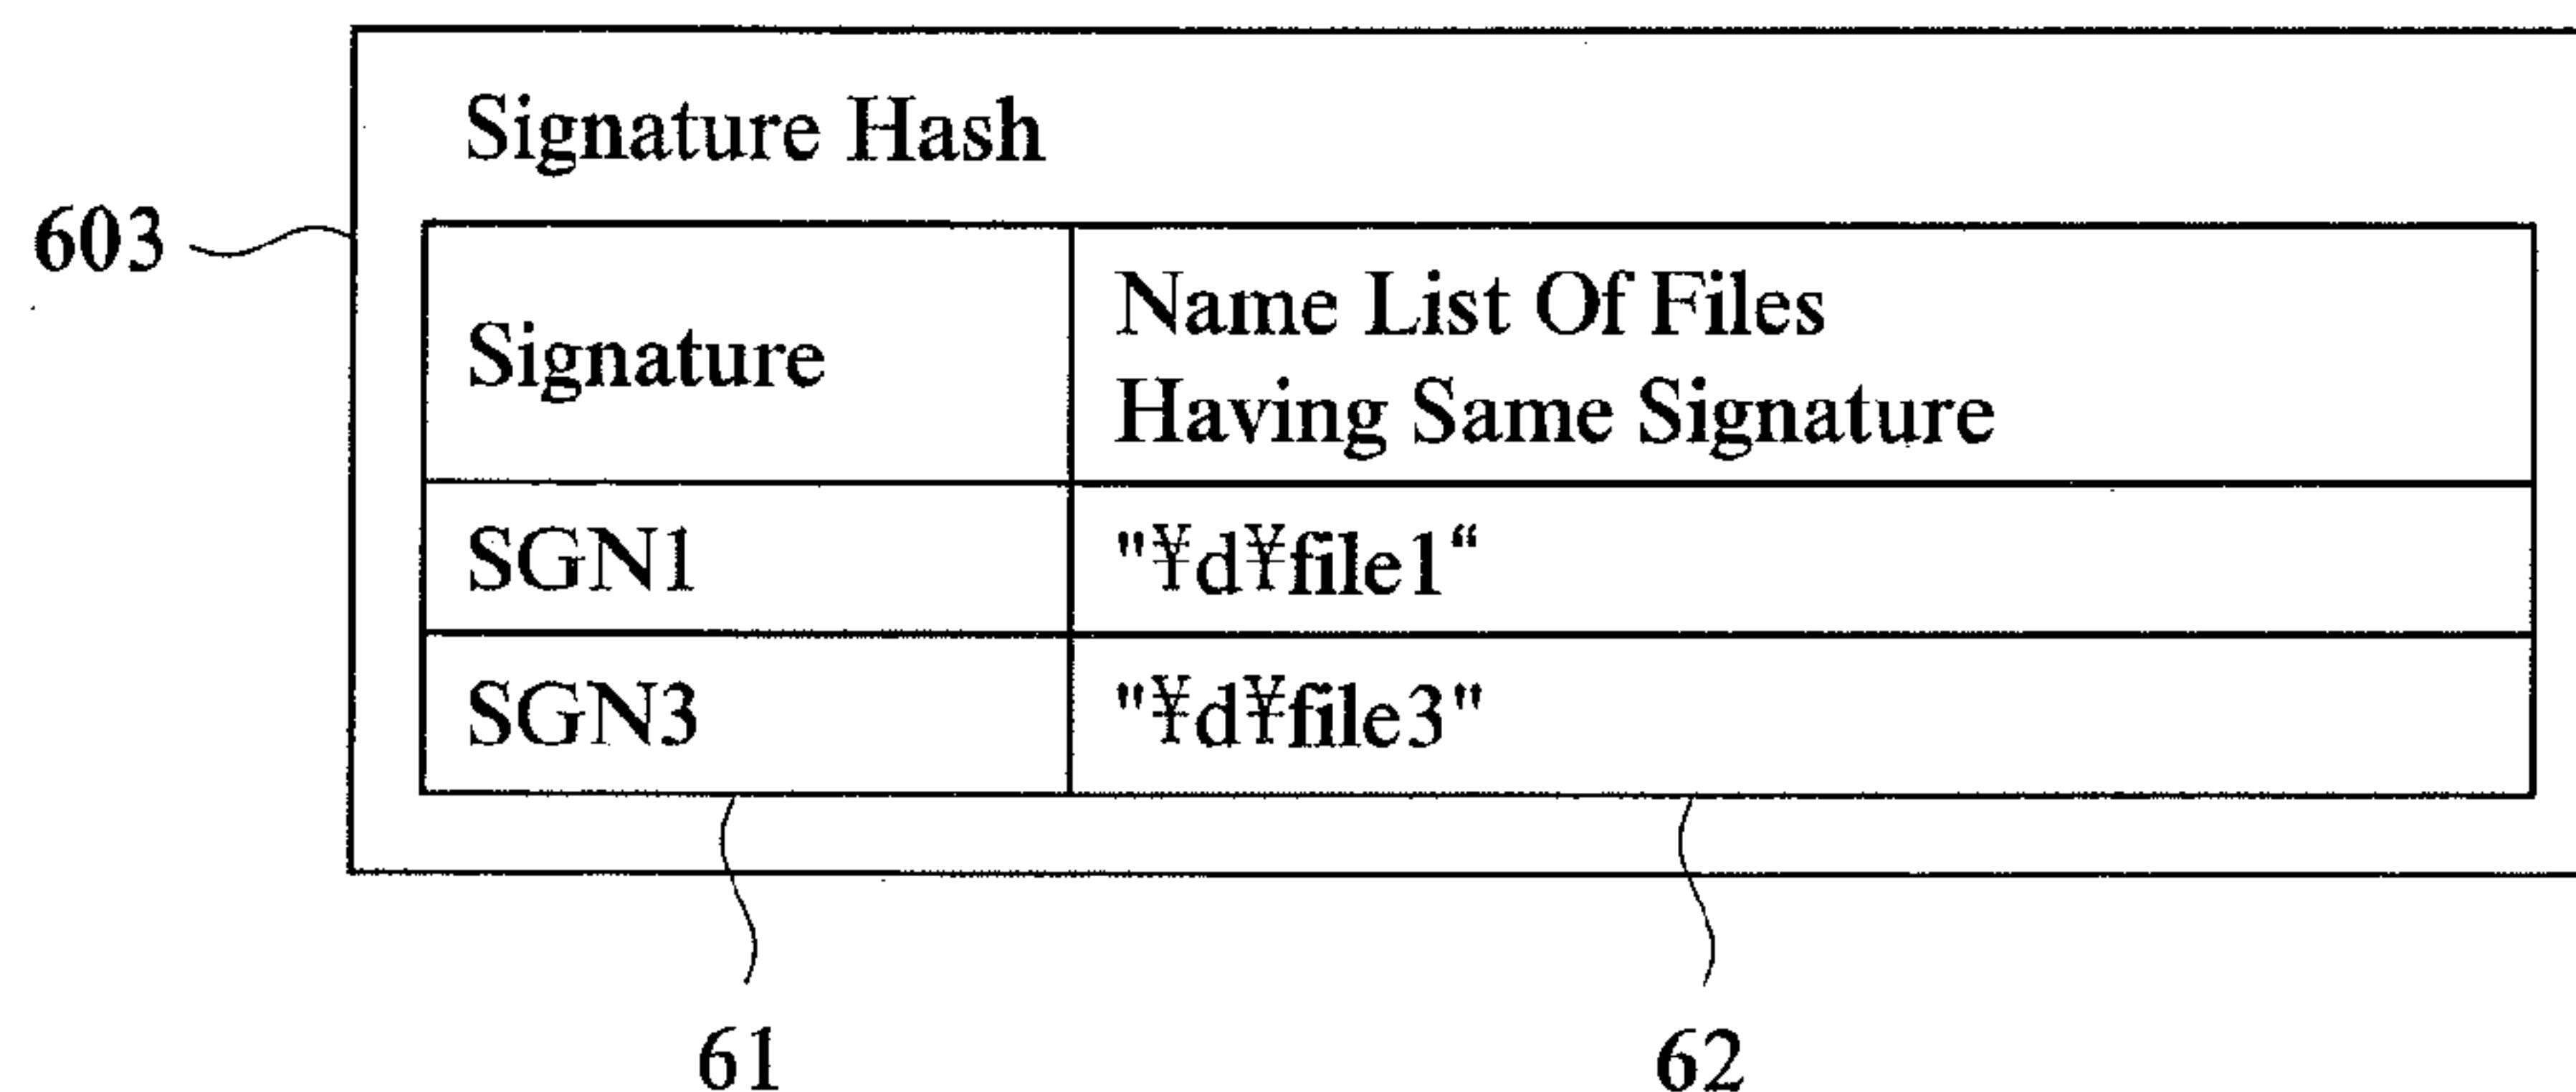 Signature Hash
603
Signature
Name List Of Files
Having Same Signature
SGN1
"¥d¥file1“
SGN3
"¥d¥file3"
61
62